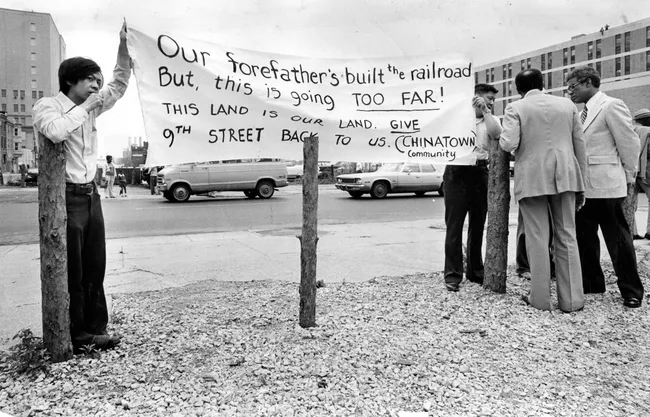 Our forefather's built the railroad
But, this is going TOO FAR!
THIS LAND IS OUR LAND. GIVE
9TH STREET BACK TO US. (CHINATOWN
Community